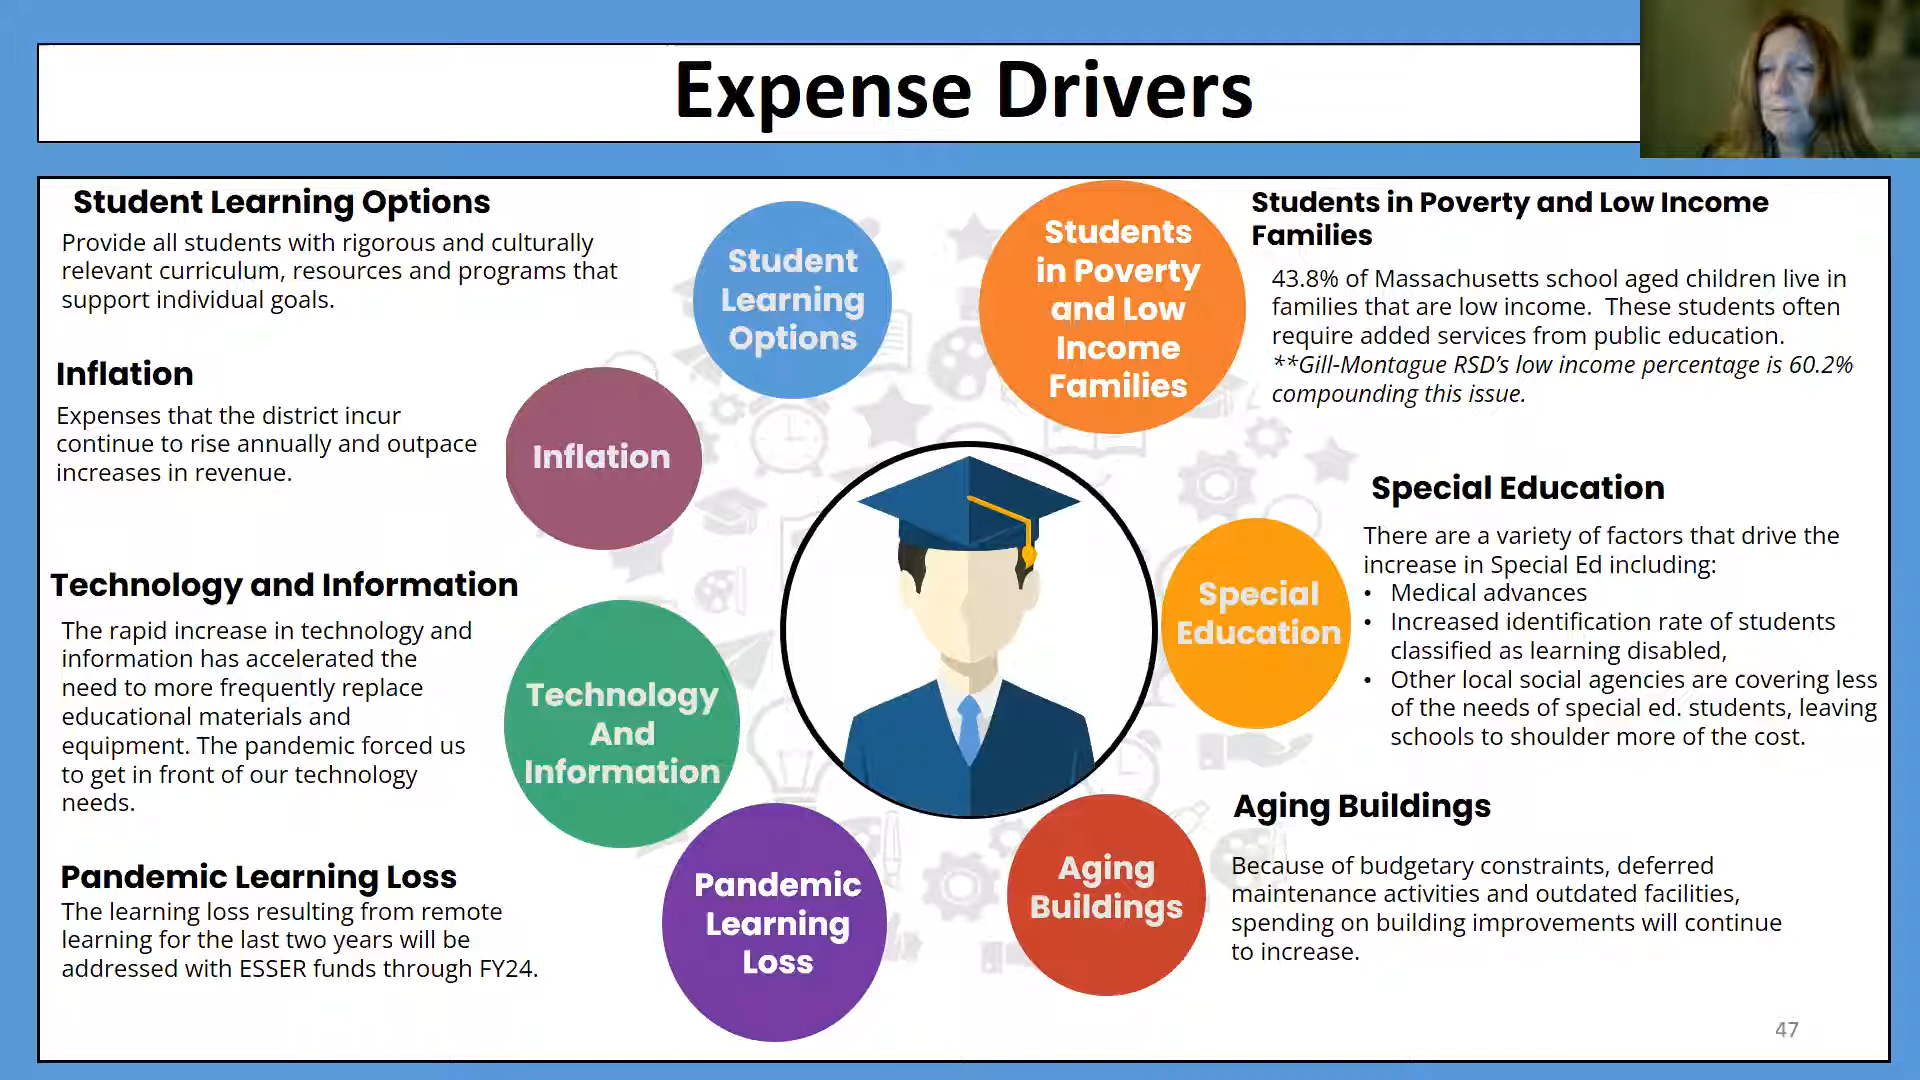 Expense Drivers
Student Learning Options
Provide all students with rigorous and culturally
relevant curriculum, resources and programs that
support individual goals.
Inflation
Expenses that the district incur
continue to rise annually and outpace
increases in revenue.
Technology and Information
The rapid increase in technology and
information has accelerated the
need to more frequently replace
educational materials and
equipment. The pandemic forced us
to get in front of our technology
needs.
Pandemic Learning Loss
The learning loss resulting from remote
learning for the last two years will be
addressed with ESSER funds through FY24.
Student
Learning
Options
Inflation
Technology
And
Information
Pandemic
Learning
Loss
Students
in Poverty
and Low
Income
Families
Special
Education
Aging
Buildings
Students in Poverty and Low Income
Families
43.8% of Massachusetts school aged children live in
families that are low income. These students often
require added services from public education.
**Gill-Montague RSD's low income percentage is 60.2%
compounding this issue.
Special Education
There are a variety of factors that drive the
increase in Special Ed including:
• Medical advances
• Increased identification rate of students
classified as learning disabled,
• Other local social agencies are covering less
of the needs of special ed. students, leaving
schools to shoulder more of the cost.
Aging Buildings
Because of budgetary constraints, deferred
maintenance activities and outdated facilities,
spending on building improvements will continue
to increase.
47